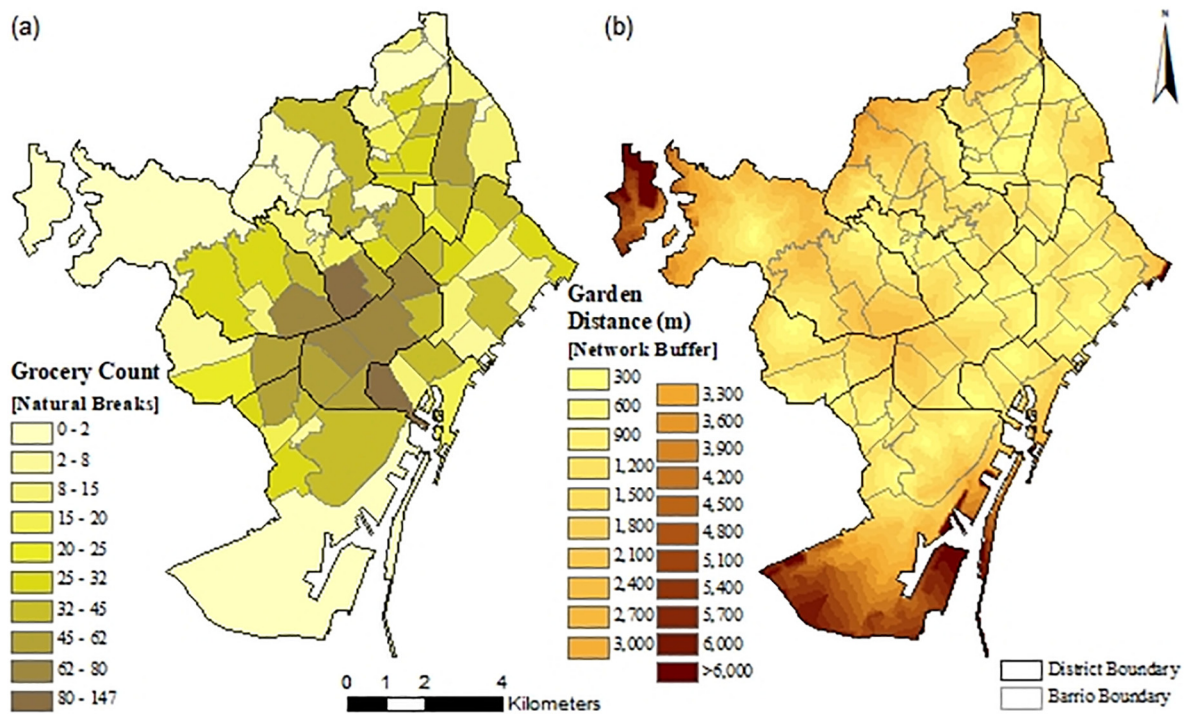 (a)
(b)
N
Grocery Count
[Natural Breaks]
0 - 2
2 - 8
8 - 15
15 - 20
20 - 25
25 - 32
32 - 45
45 - 62
62 - 80
80 - 147
0 1 2 4
Kilometers
Garden
Distance (m)
[Network Buffer]
300
600
900
1,200
1,500
1,800
2,100
2,400
2,700
3,000
3,300
3,600
3,900
4,200
4,500
4,800
5,100
5,400
5,700
6,000
>6,000
District Boundary
Barrio Boundary